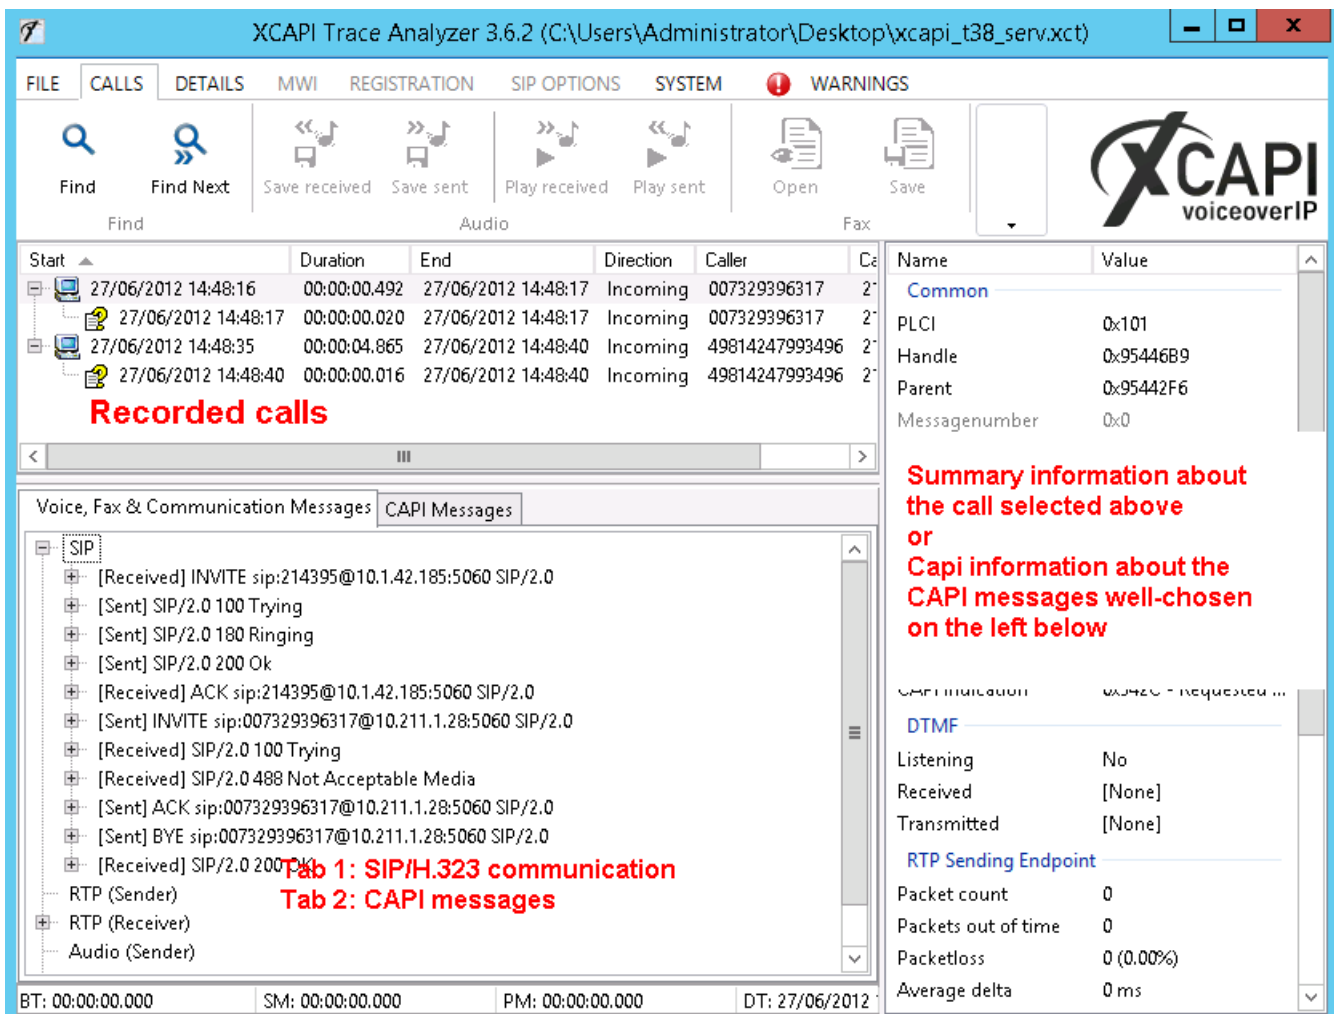 XCAPI Trace Analyzer 3.6.2 (C:\Users\Administrator\Desktop\xcapi_t38_serv.xct)
FILE CALLS DETAILS MWI REGISTRATION SIP OPTIONS SYSTEM WARNINGS
Find Find Next Save received Save sent Play received Play sent Open Save
Find Audio Fax
XCAPI
voiceoverIP
Start Duration End Direction Caller
27/06/2012 14:48:16 00:00:00.492 27/06/2012 14:48:17 Incoming 007329396317
27/06/2012 14:48:17 00:00:00.020 27/06/2012 14:48:17 Incoming 007329396317
27/06/2012 14:48:35 00:00:04.865 27/06/2012 14:48:40 Incoming 49814247993496
27/06/2012 14:48:40 00:00:00.016 27/06/2012 14:48:40 Incoming 49814247993496
Recorded calls
Voice, Fax & Communication Messages CAPI Messages
SIP
[Received] INVITE sip:214395@10.1.42.185:5060 SIP/2.0
[Sent] SIP/2.0 100 Trying
[Sent] SIP/2.0 180 Ringing
[Sent] SIP/2.0 200 Ok
[Received] ACK sip:214395@10.1.42.185:5060 SIP/2.0
[Sent] INVITE sip:007329396317@10.211.1.28:5060 SIP/2.0
[Received] SIP/2.0 100 Trying
[Received] SIP/2.0 488 Not Acceptable Media
[Sent] ACK sip:007329396317@10.211.1.28:5060 SIP/2.0
[Sent] BYE sip:007329396317@10.211.1.28:5060 SIP/2.0
[Received] SIP/2.0 200 OK
Tab 1: SIP/H.323 communication
Tab 2: CAPI messages
RTP (Sender)
RTP (Receiver)
Audio (Sender)
BT: 00:00:00.000 SM: 00:00:00.000 PM: 00:00:00.000 DT: 27/06/2012
Name Value
Common
PLCI 0x101
Handle 0x95446B9
Parent 0x95442F6
Messagenumber 0x0
Summary information about
the call selected above
or
Capi information about the
CAPI messages well-chosen
on the left below
CAPI Indication 0x342C - Requested ...
DTMF
Listening No
Received [None]
Transmitted [None]
RTP Sending Endpoint
Packet count 0
Packets out of time 0
Packetloss 0 (0.00%)
Average delta 0 ms